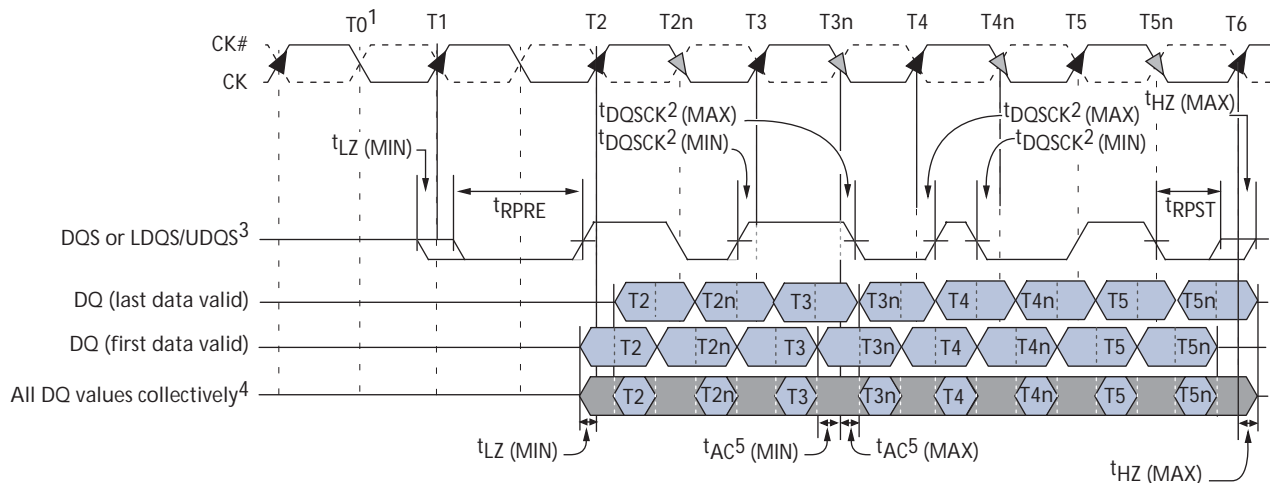 T0¹ T1 T2 T2n T3 T3n T4 T4n T5 T5n T6
CK#
CK
tLZ (MIN)
tDQSCK² (MAX)
tDQSCK² (MIN)
tDQSCK² (MAX)
tDQSCK² (MIN)
tHZ (MAX)
tRPRE
tRPST
DQS or LDQS/UDQS³
DQ (last data valid) T2 T2n T3 T3n T4 T4n T5 T5n
DQ (first data valid) T2 T2n T3 T3n T4 T4n T5 T5n
All DQ values collectively⁴ T2 T2n T3 T3n T4 T4n T5 T5n
tLZ (MIN) tAC⁵ (MIN) tAC⁵ (MAX)
tHZ (MAX)